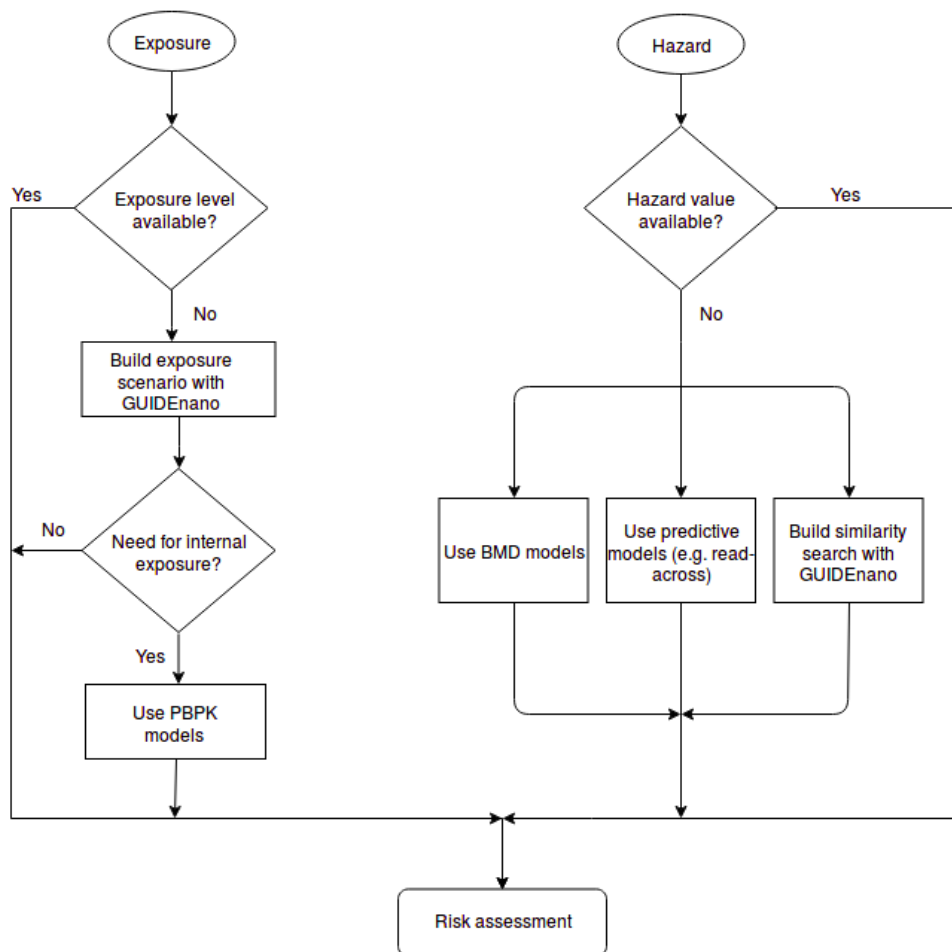 Exposure
Hazard
Yes
Exposure level
available?
Hazard value
available?
Yes
No
No
Build exposure
scenario with
GUIDEnano
No
Need for internal
exposure?
Use BMD models
Use predictive
models (e.g. read-
across)
Build similarity
search with
GUIDEnano
Yes
Use PBPK
models
Risk assessment